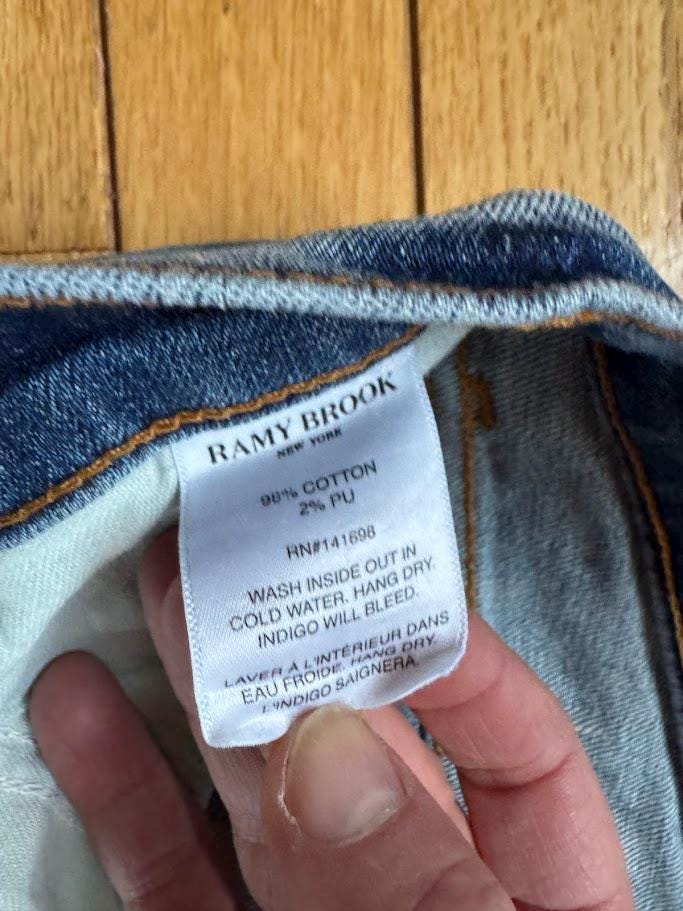 RAMY BROOK
NEW YORK
98% COTTON
2% PU
RN#141698
WASH INSIDE OUT IN
COLD WATER. HANG DRY.
INDIGO WILL BLEED.
LAVER À L'INTÉRIEUR DANS
EAU FROIDE. HANG DRY.
L'INDIGO SAIGNERA.